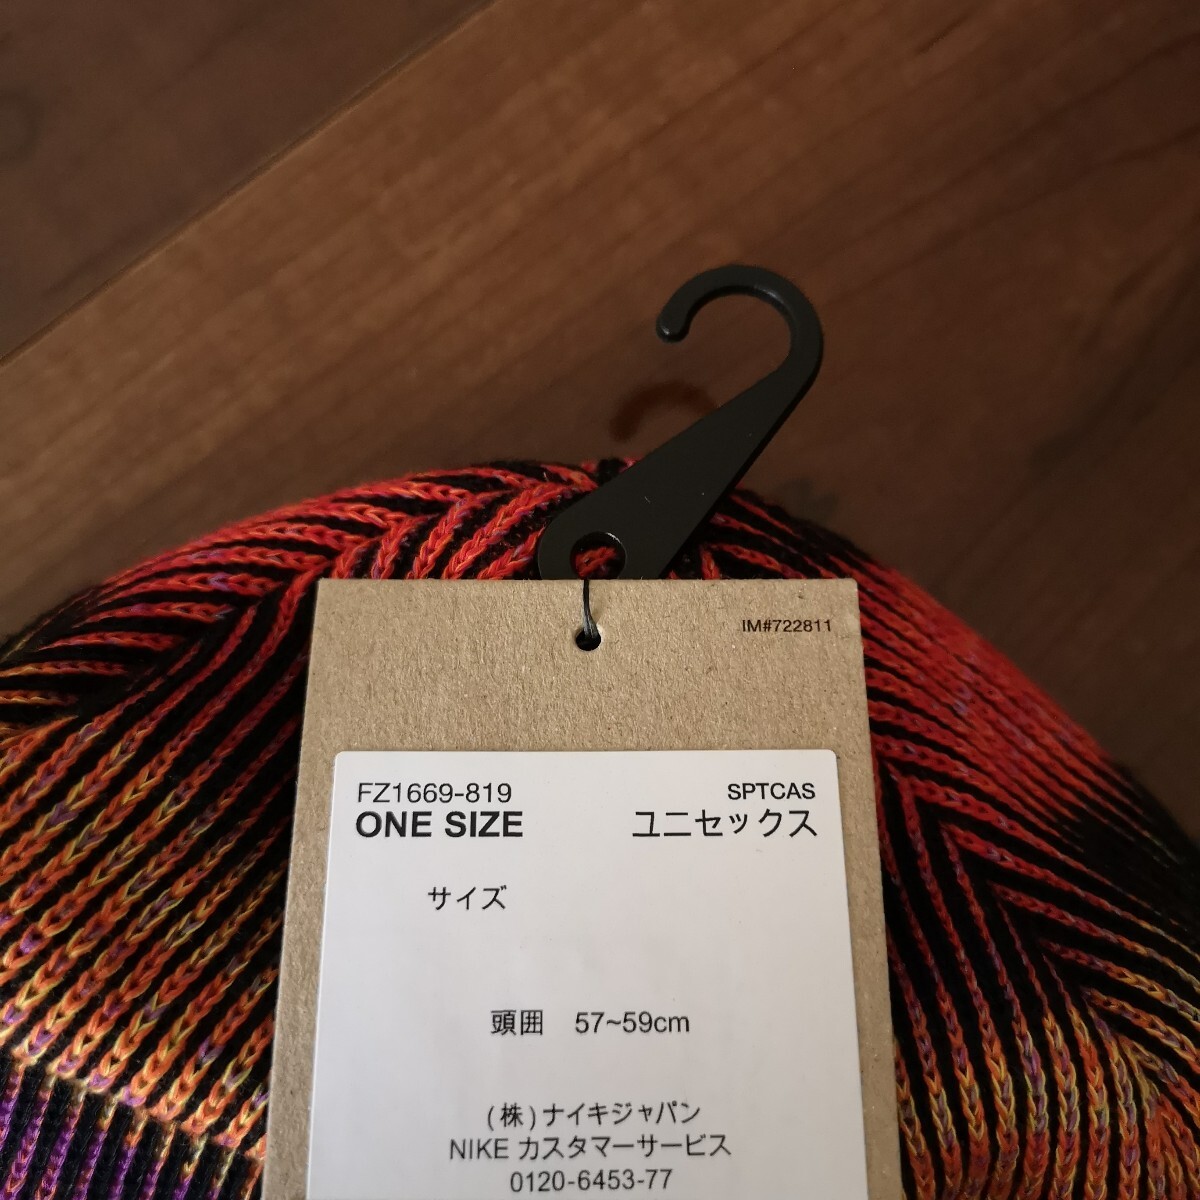 IM#722811
FZ1669-819 SPTCAS
ONE SIZE ユニセックス
サイズ
頭囲 57~59cm
(株)ナイキジャパン
NIKE カスタマーサービス
0120-6453-77